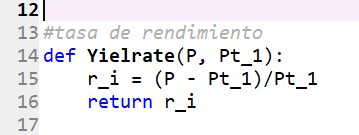 12
13 #tasa de rendimiento
14 def Yielrate(P, Pt_1):
15     r_i = (P - Pt_1)/Pt_1
16     return r_i
17